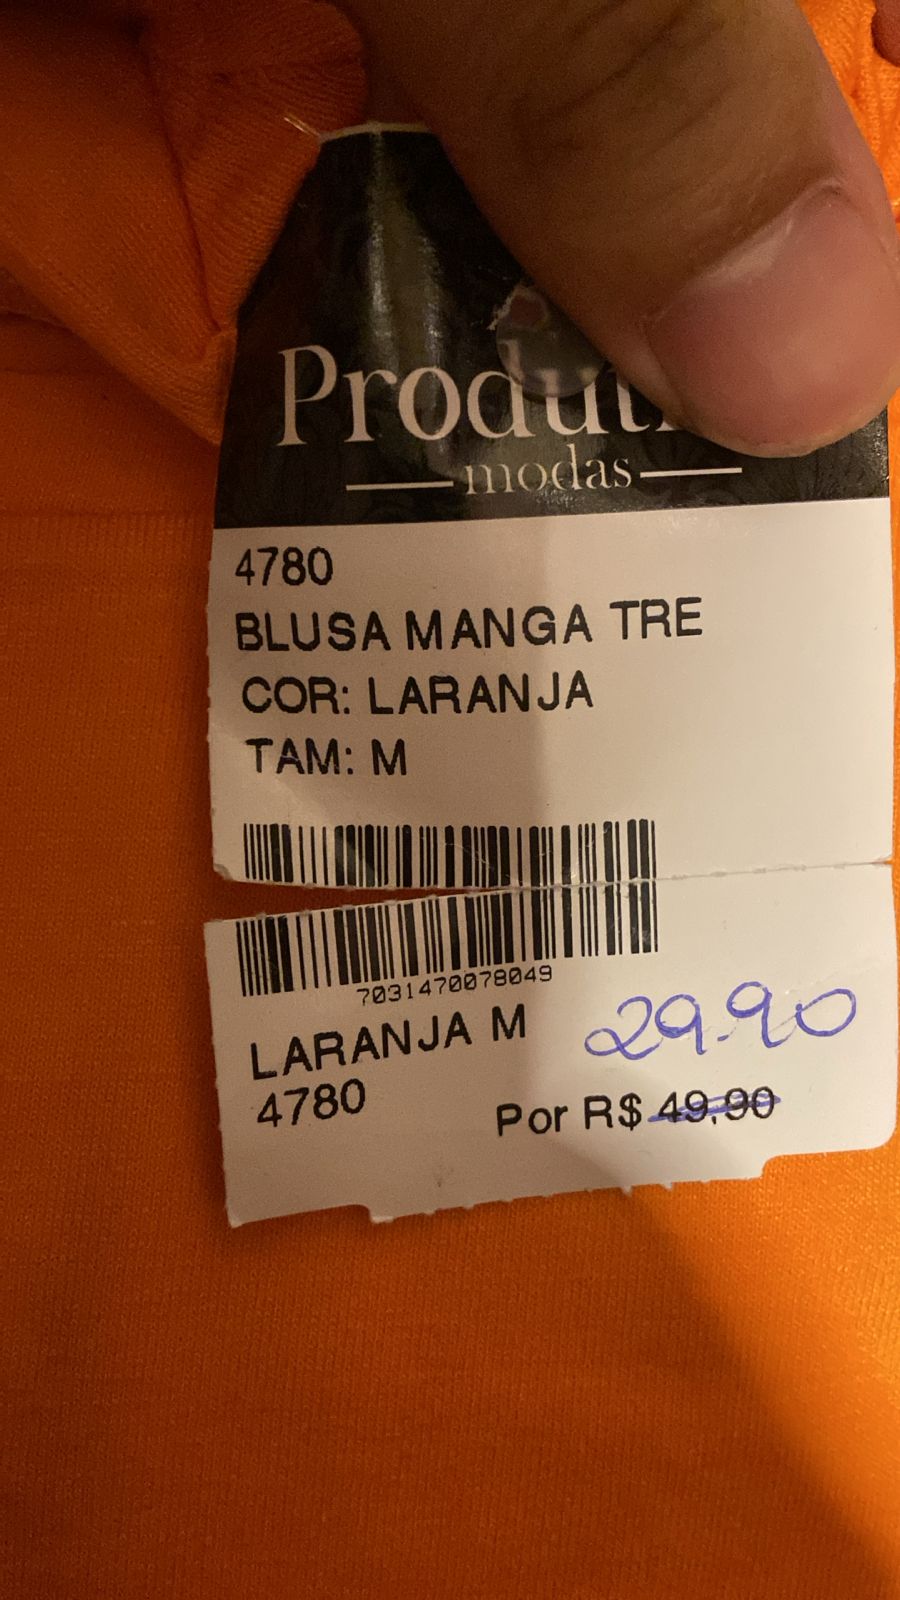 modas
4780
BLUSA MANGA TRE
COR: LARANJA
TAM: M
7031470078049
LARANJA M
29.90
4780
Por R$ 49,90